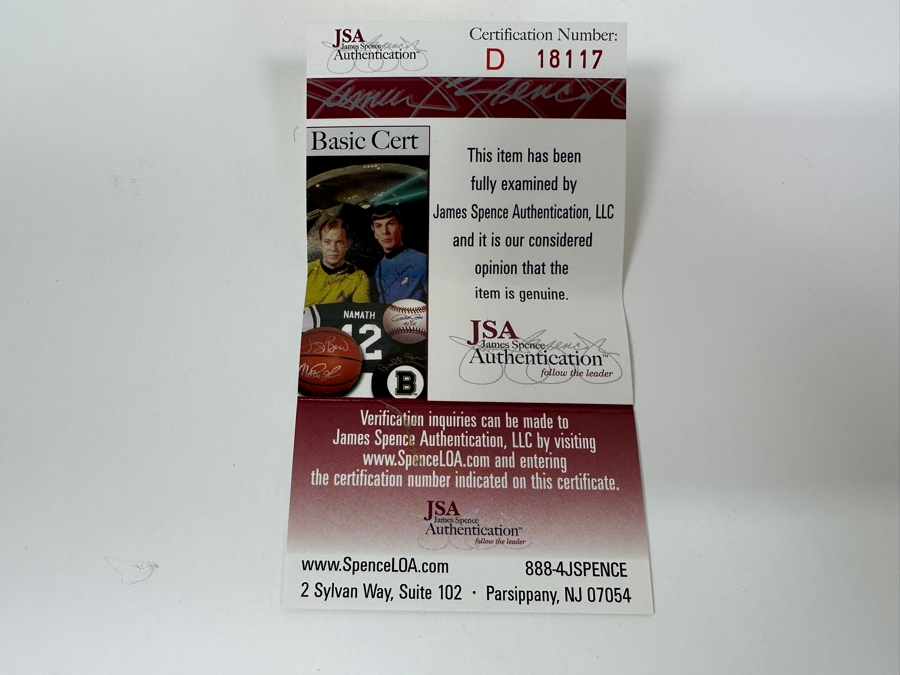 JSA
James Spence
Authentication
Certification Number:
D 18117
Basic Cert
This item has been
fully examined by
James Spence Authentication, LLC
and it is our considered
opinion that the
item is genuine.
NAMATH
12
B
JSA
James Spence
Authentication™
follow the leader
Verification inquiries can be made to
James Spence Authentication, LLC by visiting
www.SpenceLOA.com and entering
the certification number indicated on this certificate.
JSA
James Spence
Authentication™
follow the leader
www.SpenceLOA.com 888-4JSPENCE
2 Sylvan Way, Suite 102 · Parsippany, NJ 07054